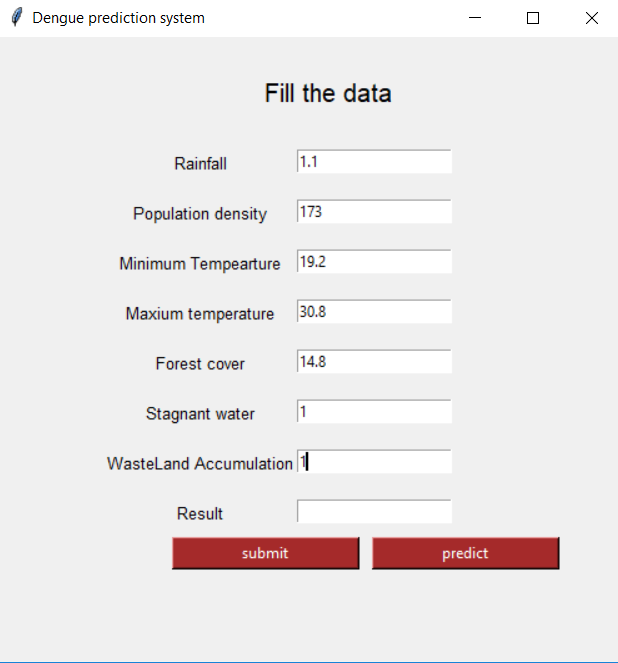 Dengue prediction system
Fill the data
Rainfall 1.1
Population density 173
Minimum Tempearture 19.2
Maxium temperature 30.8
Forest cover 14.8
Stagnant water 1
WasteLand Accumulation 1
Result
submit predict